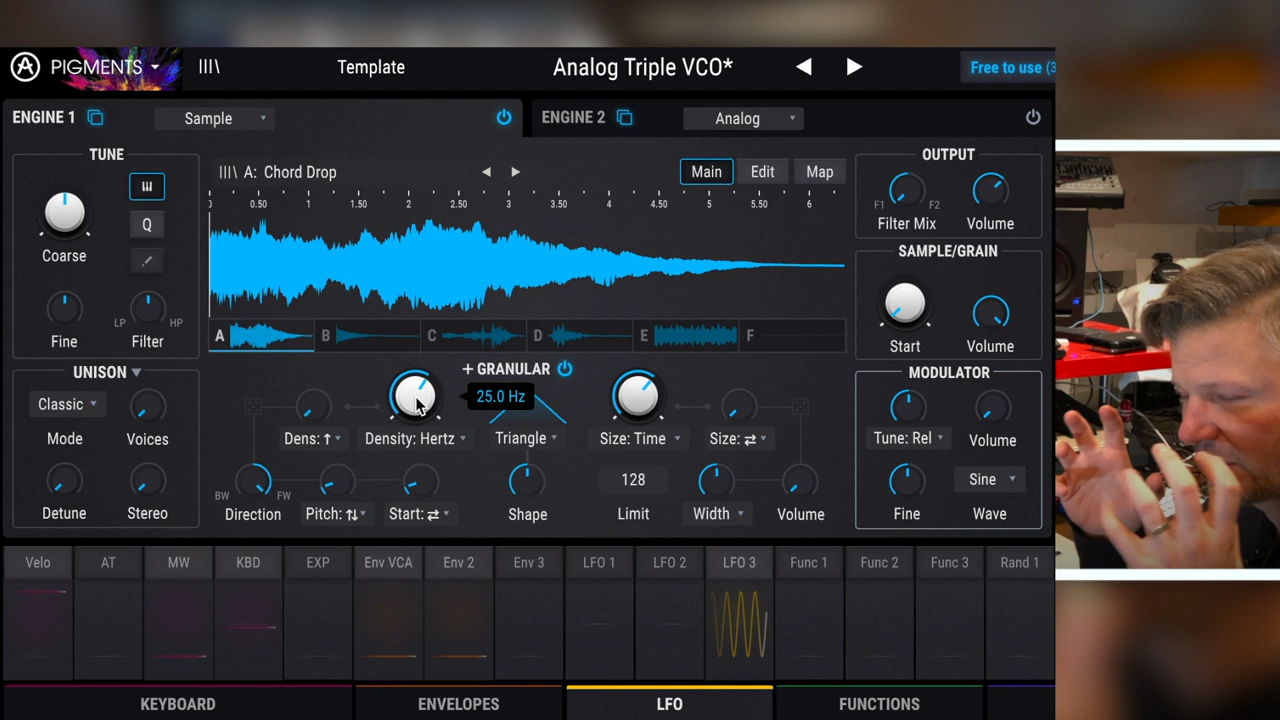 PIGMENTS
Template
Analog Triple VCO*
Free to use (3
ENGINE 1
Sample
ENGINE 2
Analog
TUNE
Coarse
Q
Fine
LP
HP
Filter
A: Chord Drop
Main
Edit
Map
0 0.50 1 1.50 2 2.50 3 3.50 4 4.50 5 5.50 6
A
B
C
D
E
F
OUTPUT
F1
F2
Filter Mix
Volume
SAMPLE/GRAIN
Start
Volume
UNISON
Classic
Mode
Voices
Detune
Stereo
+ GRANULAR
25.0 Hz
Dens:
Density: Hertz
Triangle
Size: Time
Size:
BW
FW
Direction
Pitch:
Start:
Shape
128
Limit
Width
Volume
MODULATOR
Tune: Rel
Volume
Fine
Sine
Wave
Velo
AT
MW
KBD
EXP
Env VCA
Env 2
Env 3
LFO 1
LFO 2
LFO 3
Func 1
Func 2
Func 3
Rand 1
KEYBOARD
ENVELOPES
LFO
FUNCTIONS